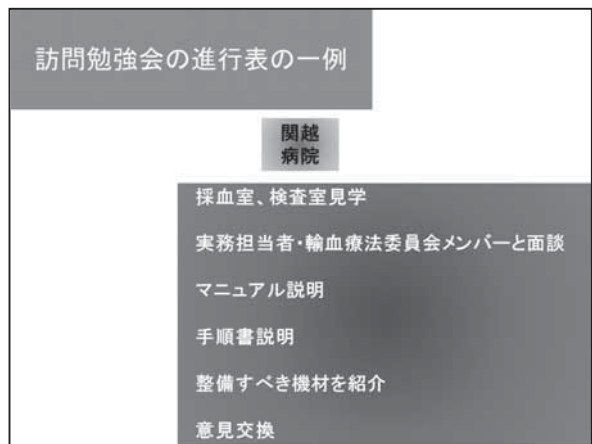 訪問勉強会の進行表の一例
関越
病院
採血室、検査室見学
実務担当者・輸血療法委員会メンバーと面談
マニュアル説明
手順書説明
整備すべき機材を紹介
意見交換